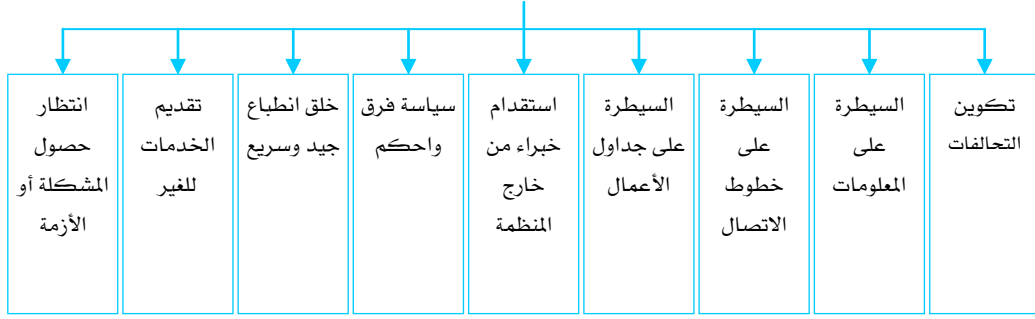 تكوين
التحالفات
السيطرة
على
المعلومات
السيطرة
على
خطوط
الاتصال
السيطرة
على جداول
الأعمال
استقدام
خبراء من
خارج
المنظمة
سياسة فرق
واحكم
خلق انطباع
جيد وسريع
تقديم
الخدمات
للغير
انتظار
حصول
المشكلة أو
الأزمة